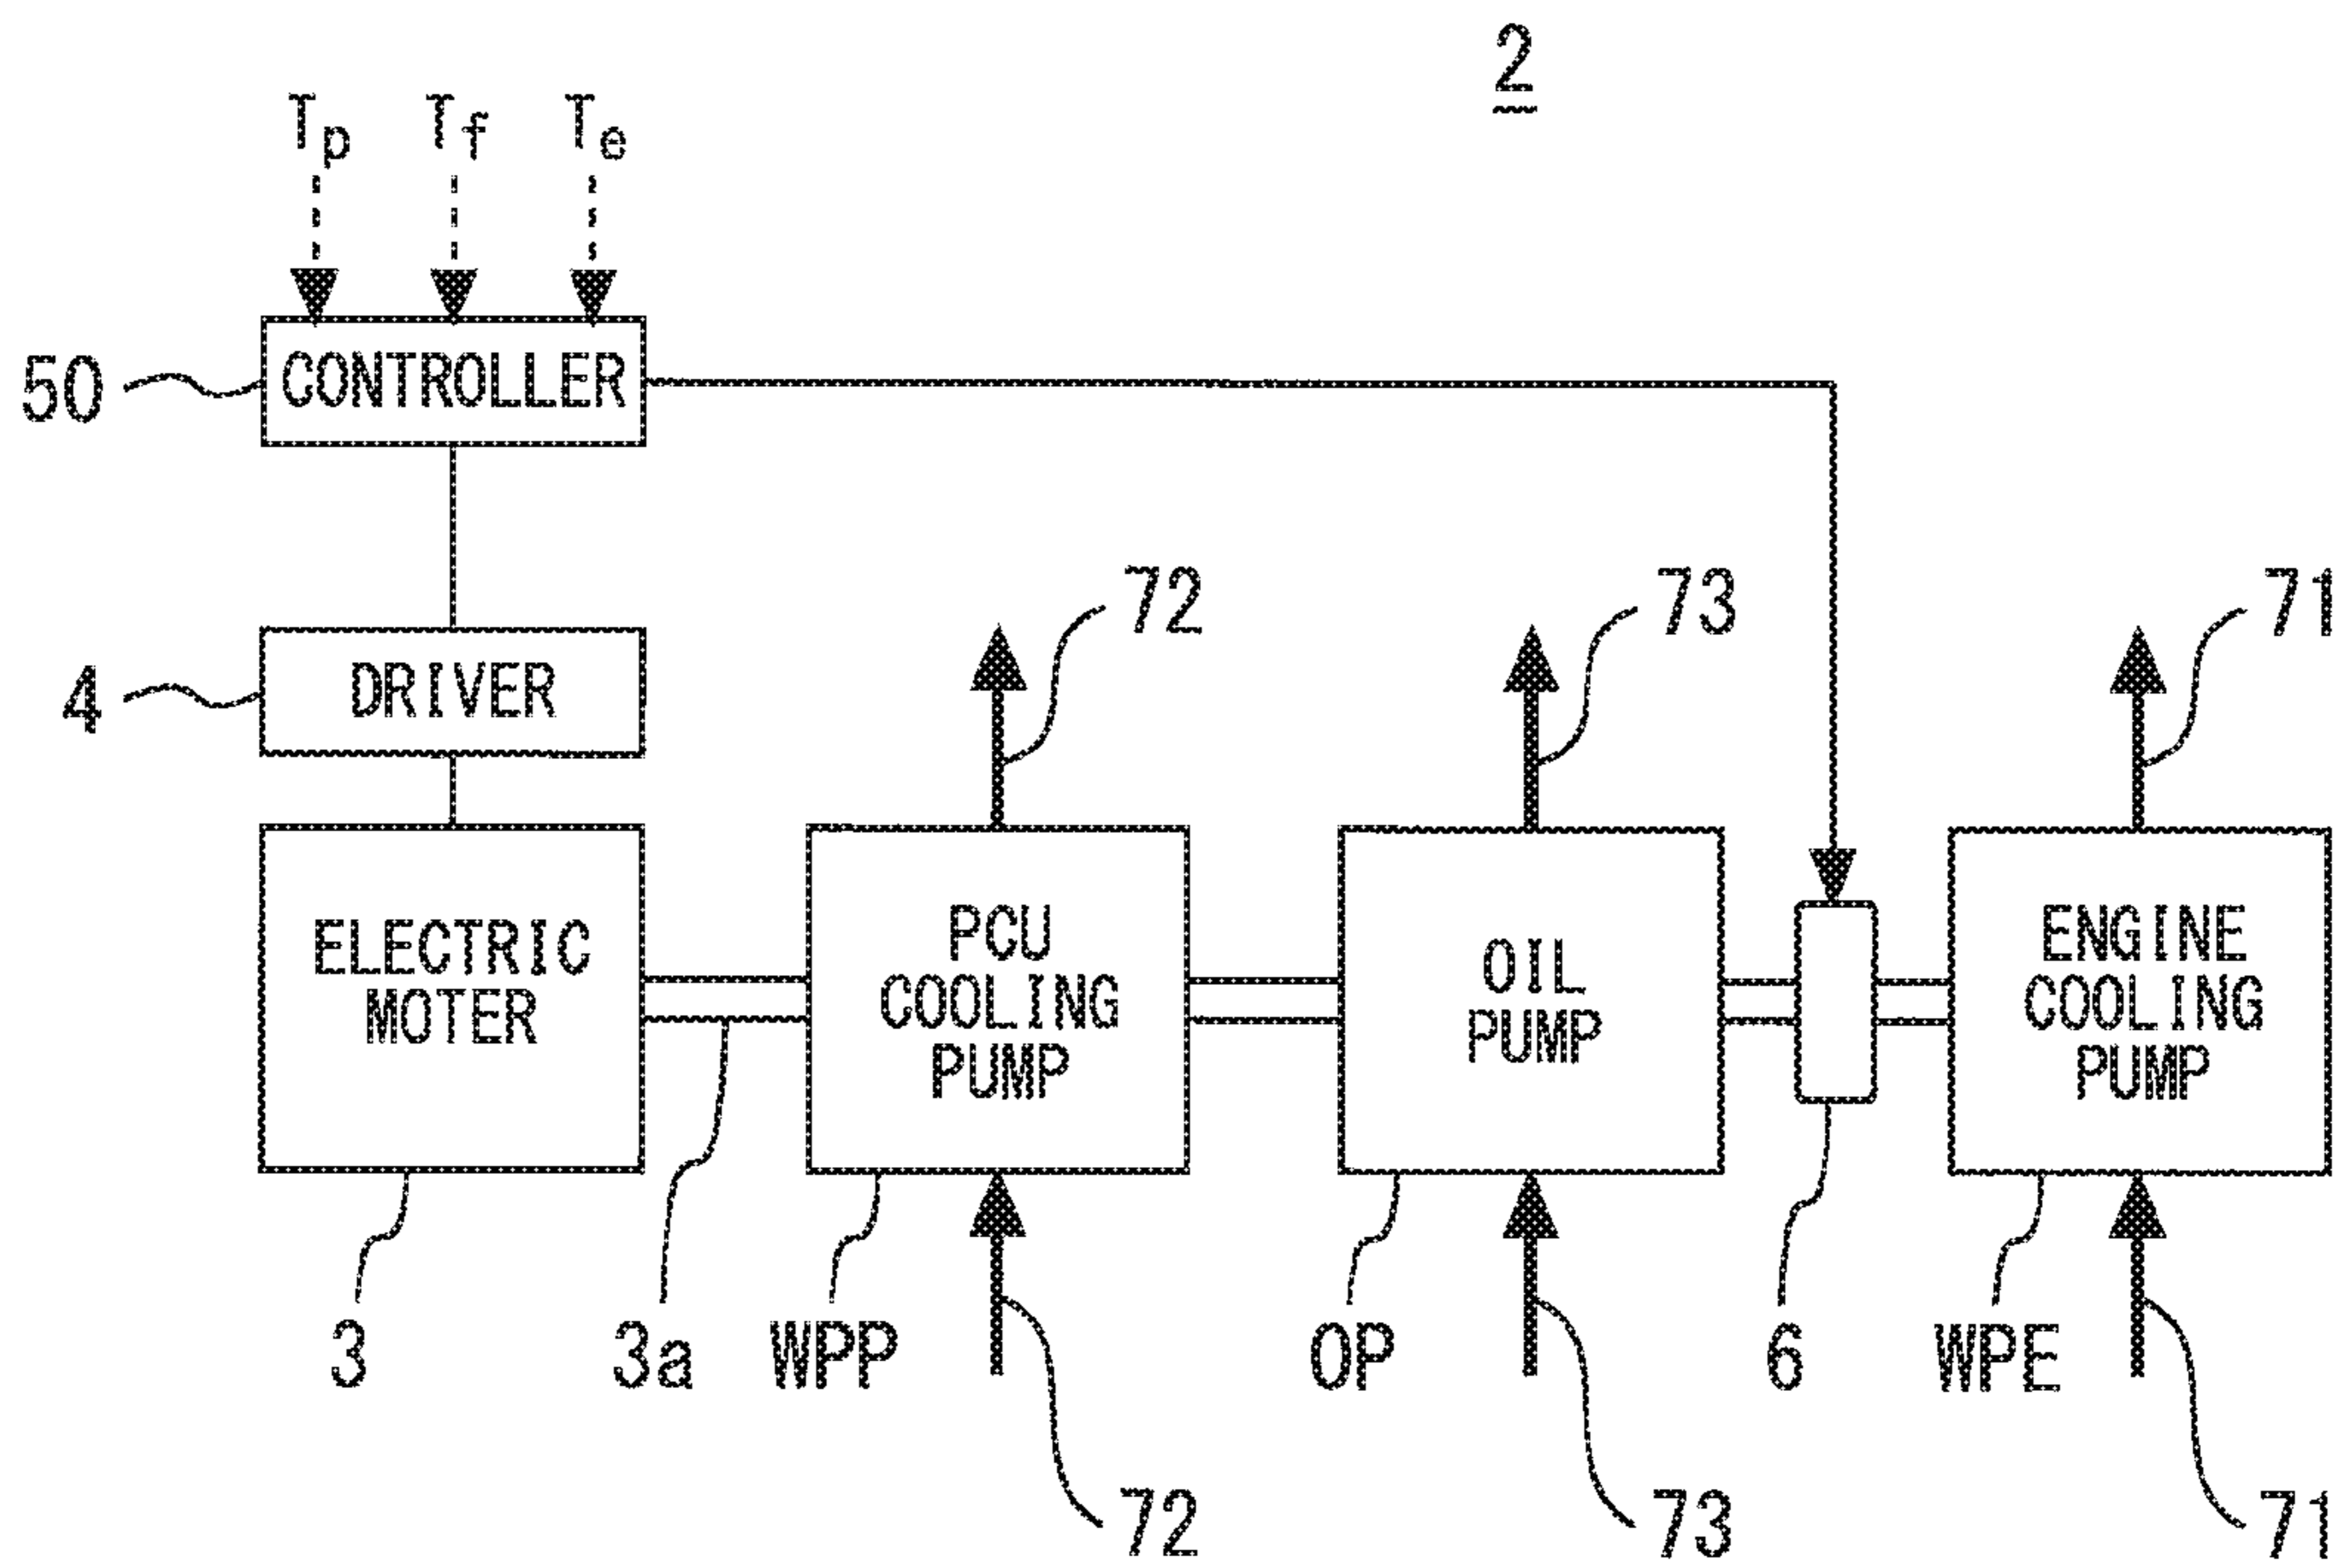 2
Tp Tf Te
50
CONTROLLER
72
73
71
4
DRIVER
ELECTRIC
MOTER
PCU
COOLING
PUMP
OIL
PUMP
ENGINE
COOLING
PUMP
3
3a
WPP
OP
6
WPE
72
73
71